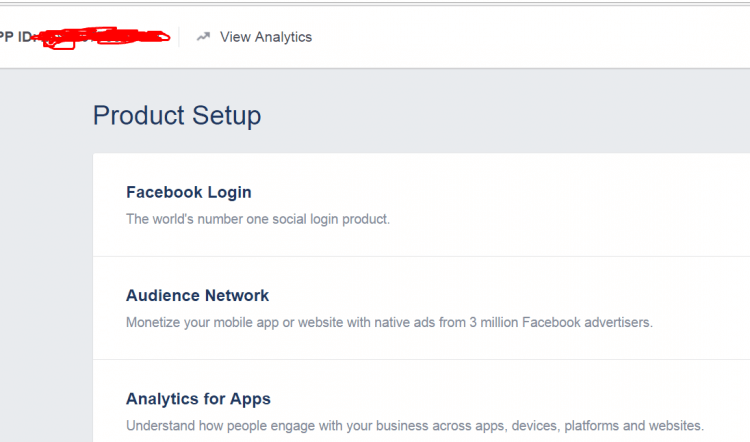 PP ID:
View Analytics
Product Setup
Facebook Login
The world's number one social login product.
Audience Network
Monetize your mobile app or website with native ads from 3 million Facebook advertisers.
Analytics for Apps
Understand how people engage with your business across apps, devices, platforms and websites.